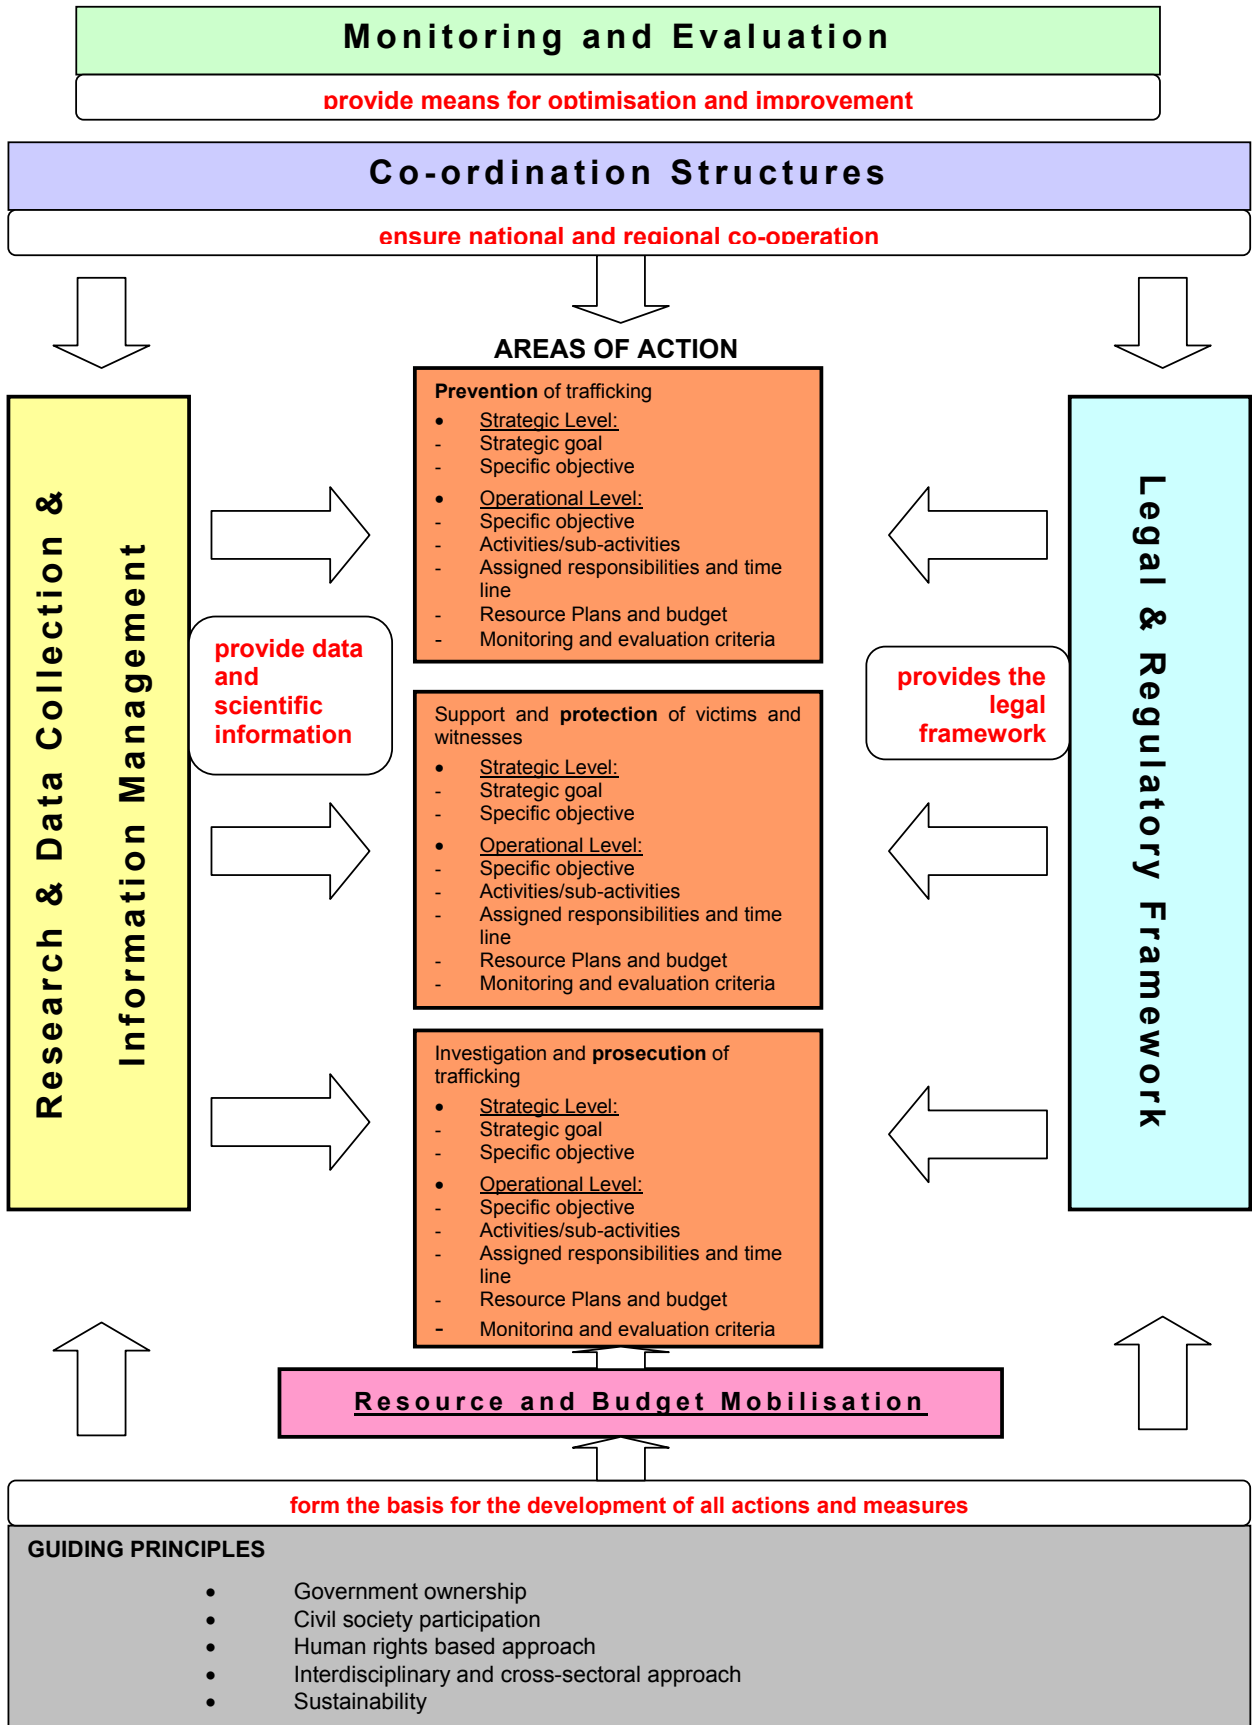 Monitoring and Evaluation
provide means for optimisation and improvement
Co-ordination Structures
ensure national and regional co-operation
AREAS OF ACTION
Research & Data Collection &
Information Management
provide data
and
scientific
information
Prevention of trafficking
• Strategic Level:
- Strategic goal
- Specific objective
• Operational Level:
- Specific objective
- Activities/sub-activities
- Assigned responsibilities and time
line
- Resource Plans and budget
- Monitoring and evaluation criteria
Support and protection of victims and
witnesses
• Strategic Level:
- Strategic goal
- Specific objective
• Operational Level:
- Specific objective
- Activities/sub-activities
- Assigned responsibilities and time
line
- Resource Plans and budget
- Monitoring and evaluation criteria
Investigation and prosecution of
trafficking
• Strategic Level:
- Strategic goal
- Specific objective
• Operational Level:
- Specific objective
- Activities/sub-activities
- Assigned responsibilities and time
line
- Resource Plans and budget
- Monitoring and evaluation criteria
provides the
legal
framework
Legal & Regulatory Framework
Resource and Budget Mobilisation
form the basis for the development of all actions and measures
GUIDING PRINCIPLES
• Government ownership
• Civil society participation
• Human rights based approach
• Interdisciplinary and cross-sectoral approach
• Sustainability